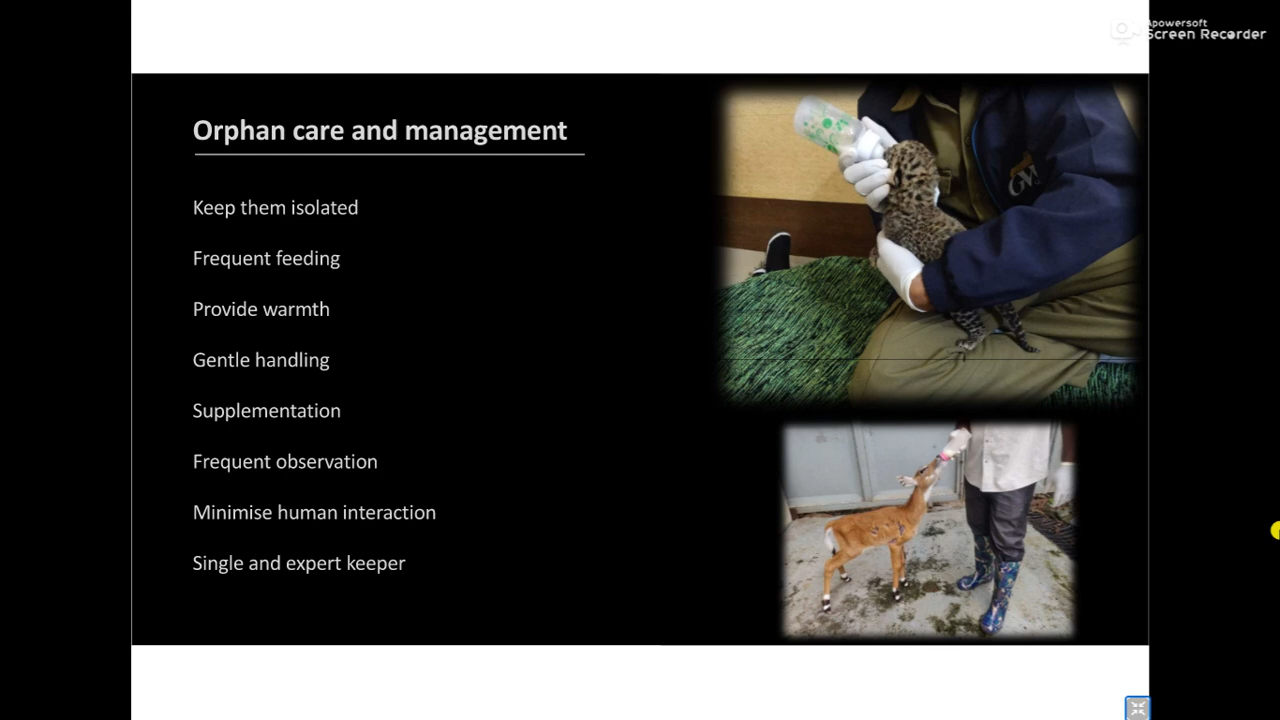 Apowersoft
Screen Recorder
Orphan care and management
Keep them isolated
Frequent feeding
Provide warmth
Gentle handling
Supplementation
Frequent observation
Minimise human interaction
Single and expert keeper